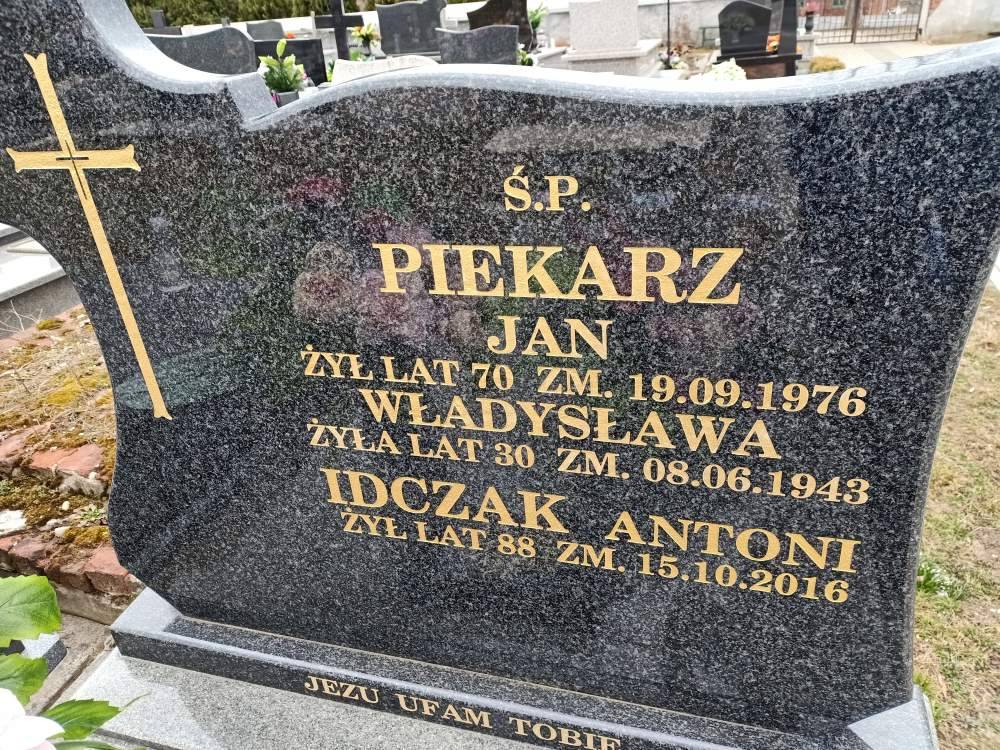 Ś.P.
PIEKARZ
JAN
ŻYŁ LAT 70 ZM. 19.09.1976
WŁADYSŁAWA
ŻYŁA LAT 30 ZM. 08.06.1943
IDCZAK ANTONI
ŻYŁ LAT 88 ZM. 15.10.2016
JEZU UFAM TOBIE